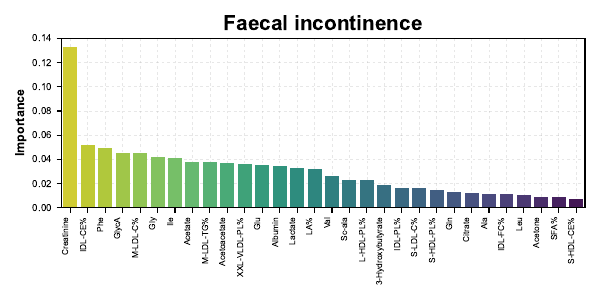 Faecal incontinence
Importance
0.14
0.12
0.10
0.08
0.06
0.04
0.02
0.00
Creatinine
IDL-CE%
Phe
GlycA
M-LDL-C%
Gly
Ile
Acetate
M-LDL-TG%
Acetoacetate
XXL-VLDL-PL%
Glu
Albumin
Lactate
LA%
Val
Sc-ala
L-HDL-PL%
3-Hydroxybutyrate
IDL-PL%
S-LDL-C%
S-HDL-PL%
Gln
Citrate
Ala
IDL-FC%
Leu
Acetone
SFA%
S-HDL-CE%